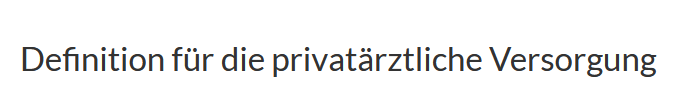 Definition für die privatärztliche Versorgung